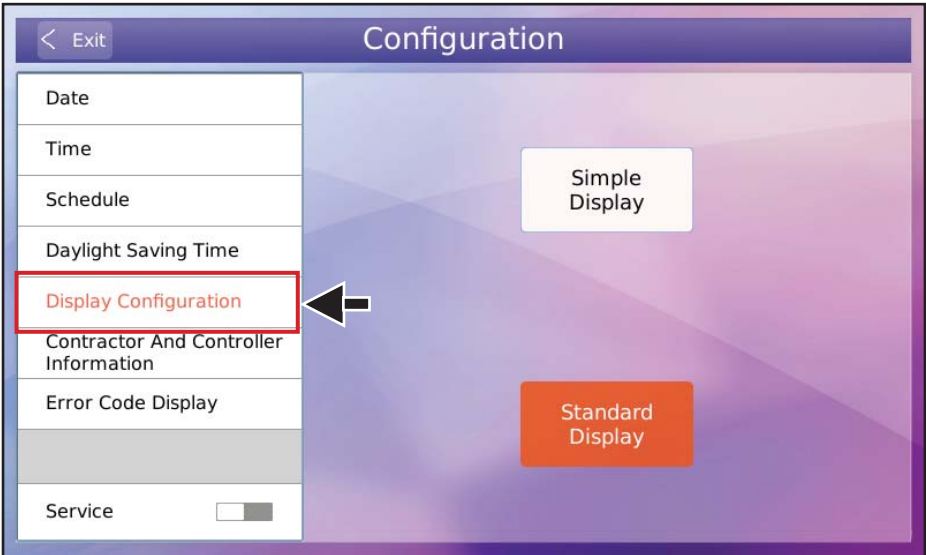 Exit
Configuration
Date
Time
Schedule
Daylight Saving Time
Display Configuration
Contractor And Controller
Information
Error Code Display
Service
Simple
Display
Standard
Display